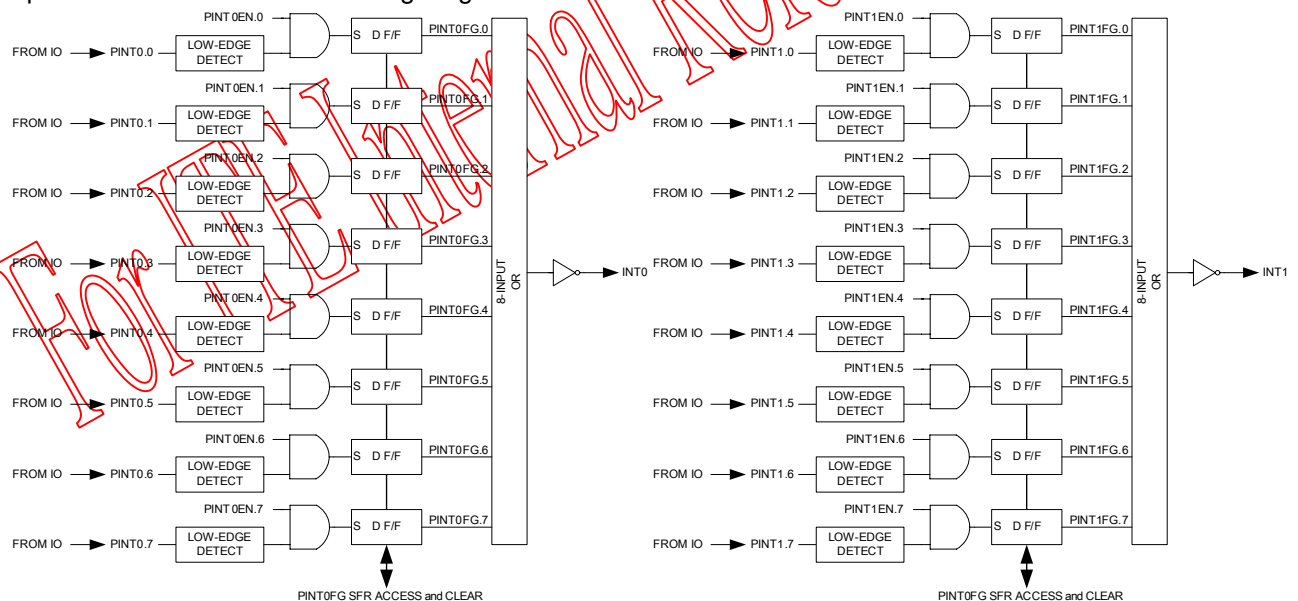 PINT0EN.0
FROM IO PINT0.0 LOW-EDGE DETECT S D F/F PINT0FG.0
PINT0EN.1
FROM IO PINT0.1 LOW-EDGE DETECT S D F/F PINT0FG.1
PINT0EN.2
FROM IO PINT0.2 LOW-EDGE DETECT S D F/F PINT0FG.2
PINT0EN.3
FROM IO PINT0.3 LOW-EDGE DETECT S D F/F PINT0FG.3
8-INPUT OR
INT0
PINT0EN.4
FROM IO PINT0.4 LOW-EDGE DETECT S D F/F PINT0FG.4
PINT0EN.5
FROM IO PINT0.5 LOW-EDGE DETECT S D F/F PINT0FG.5
PINT0EN.6
FROM IO PINT0.6 LOW-EDGE DETECT S D F/F PINT0FG.6
PINT0EN.7
FROM IO PINT0.7 LOW-EDGE DETECT S D F/F PINT0FG.7
PINT0FG SFR ACCESS and CLEAR
PINT1EN.0
FROM IO PINT1.0 LOW-EDGE DETECT S D F/F PINT1FG.0
PINT1EN.1
FROM IO PINT1.1 LOW-EDGE DETECT S D F/F PINT1FG.1
PINT1EN.2
FROM IO PINT1.2 LOW-EDGE DETECT S D F/F PINT1FG.2
PINT1EN.3
FROM IO PINT1.3 LOW-EDGE DETECT S D F/F PINT1FG.3
8-INPUT OR
INT1
PINT1EN.4
FROM IO PINT1.4 LOW-EDGE DETECT S D F/F PINT1FG.4
PINT1EN.5
FROM IO PINT1.5 LOW-EDGE DETECT S D F/F PINT1FG.5
PINT1EN.6
FROM IO PINT1.6 LOW-EDGE DETECT S D F/F PINT1FG.6
PINT1EN.7
FROM IO PINT1.7 LOW-EDGE DETECT S D F/F PINT1FG.7
PINT0FG SFR ACCESS and CLEAR
For ITE Internal